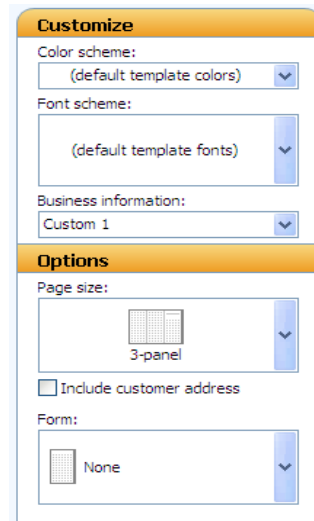 Customize
Color scheme:
(default template colors)
Font scheme:
(default template fonts)
Business information:
Custom 1
Options
Page size:
3-panel
Include customer address
Form:
None